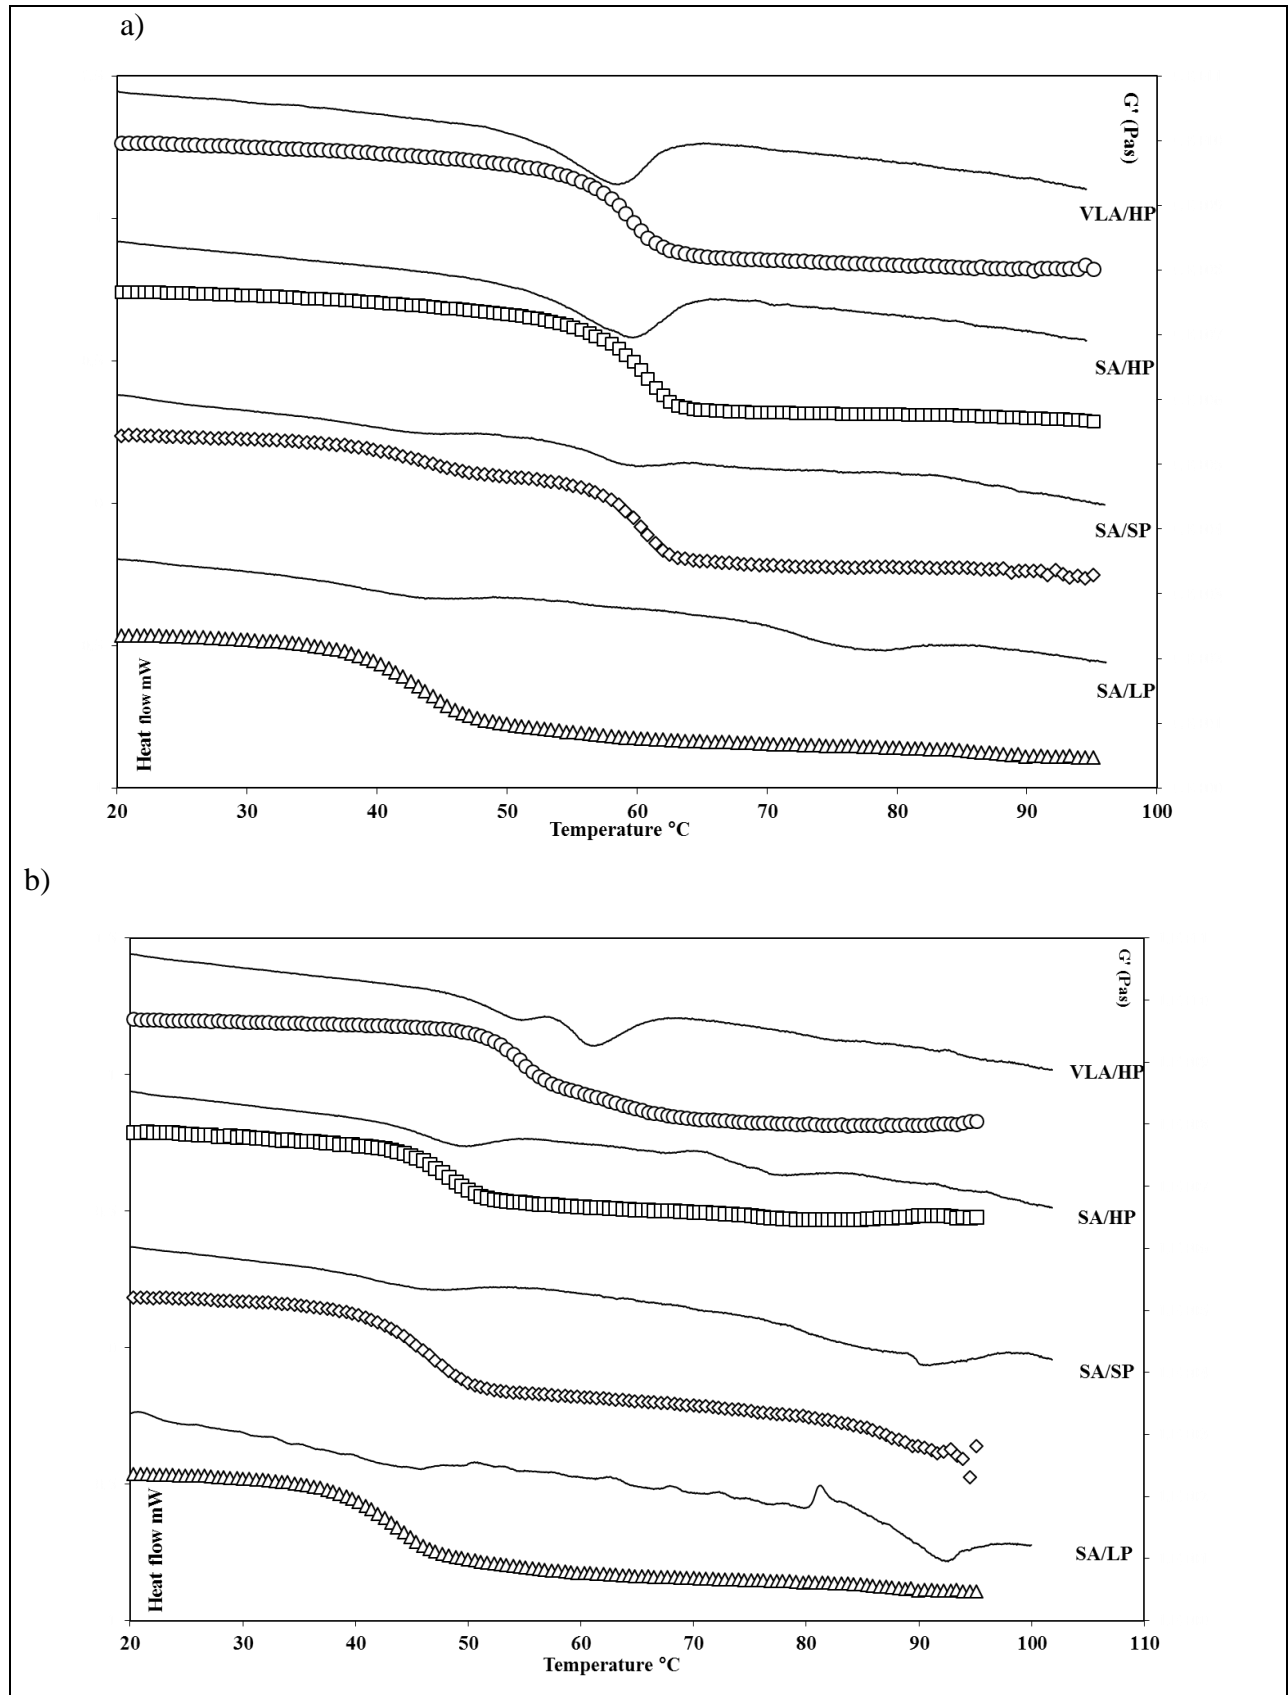 a)
G' (Pas)
VLA/HP
SA/HP
SA/SP
SA/LP
Heat flow mW
20 30 40 50 60 70 80 90 100
Temperature °C
b)
G' (Pas)
VLA/HP
SA/HP
SA/SP
SA/LP
Heat flow mW
20 30 40 50 60 70 80 90 100 110
Temperature °C